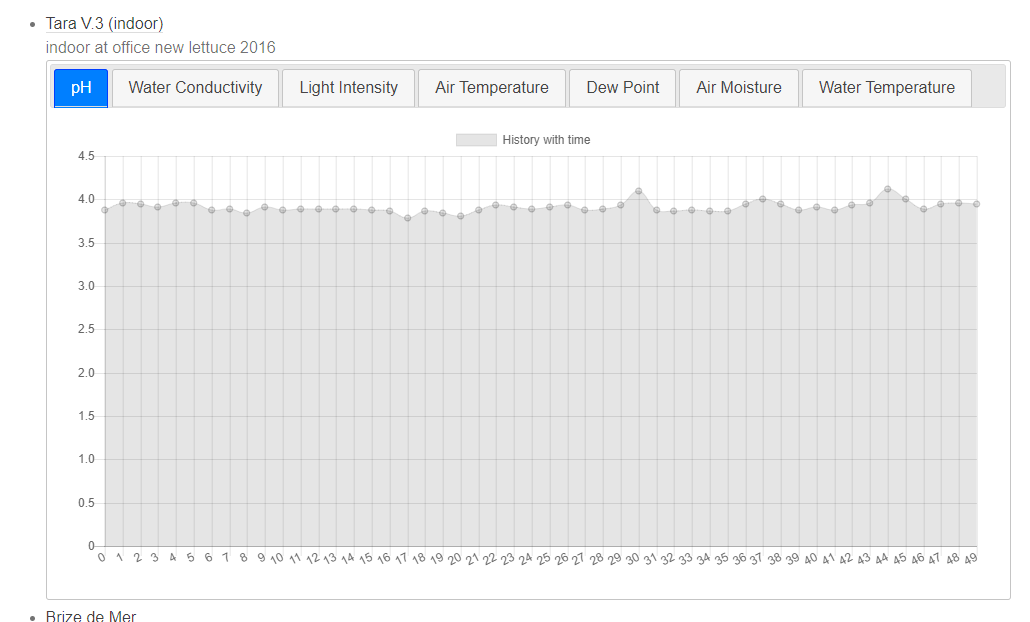 Tara V.3 (indoor)
indoor at office new lettuce 2016
pH Water Conductivity Light Intensity Air Temperature Dew Point Air Moisture Water Temperature
History with time
4.5
4.0
3.5
3.0
2.5
2.0
1.5
1.0
0.5
0
0 1 2 3 4 5 6 7 8 9 10 11 12 13 14 15 16 17 18 19 20 21 22 23 24 25 26 27 28 29 30 31 32 33 34 35 36 37 38 39 40 41 42 43 44 45 46 47 48 49
Brize de Mer